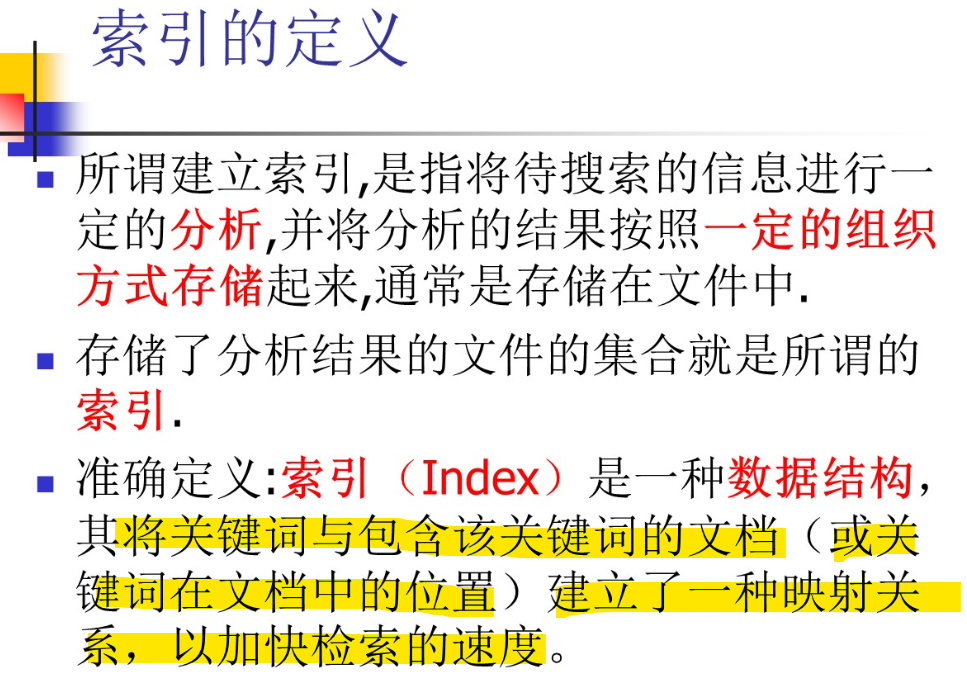 索引的定义
所谓建立索引,是指将待搜索的信息进行一
定的分析,并将分析的结果按照一定的组织
方式存储起来,通常是存储在文件中.
存储了分析结果的文件的集合就是所谓的
索引.
准确定义:索引（Index）是一种数据结构，
其将关键词与包含该关键词的文档（或关
键词在文档中的位置）建立了一种映射关
系，以加快检索的速度。